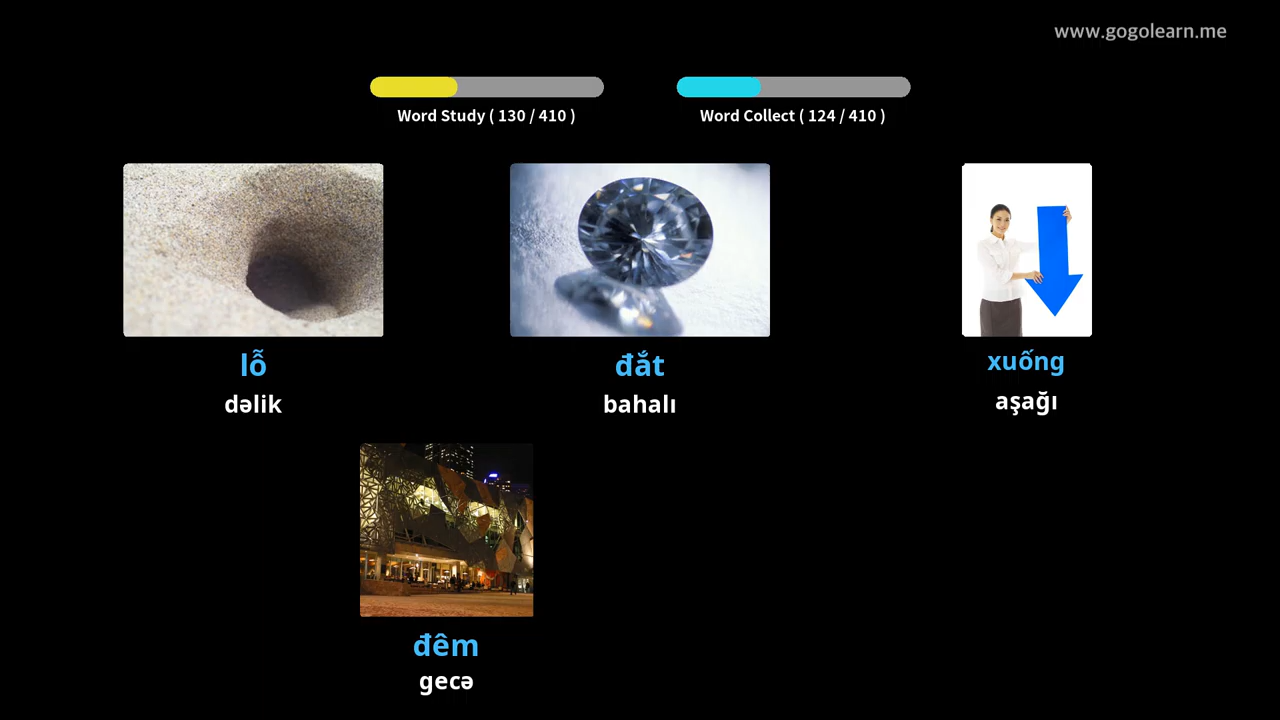 www.gogolearn.me
Word Study ( 130 / 410 )
Word Collect ( 124 / 410 )
lỗ
dəlik
đắt
bahalı
xuống
aşağı
đêm
gecə